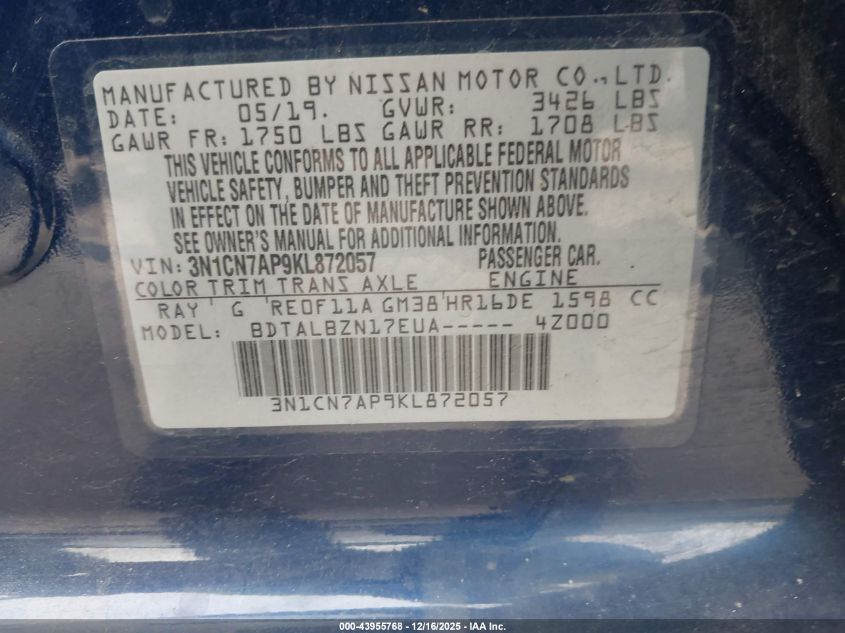 MANUFACTURED BY NISSAN MOTOR CO., LTD.
DATE: 05/19. GVWR: 3426 LBS
GAWR FR: 1750 LBS GAWR RR: 1708 LBS
THIS VEHICLE CONFORMS TO ALL APPLICABLE FEDERAL MOTOR
VEHICLE SAFETY, BUMPER AND THEFT PREVENTION STANDARDS
IN EFFECT ON THE DATE OF MANUFACTURE SHOWN ABOVE.
SEE OWNER'S MANUAL FOR ADDITIONAL INFORMATION.
VIN: 3N1CN7AP9KL872057 PASSENGER CAR.
COLOR TRIM TRANS AXLE ENGINE
RAY G RE0F11A GM38 HR16DE 1598 CC
MODEL: BDTALBZN17EUA----- 4Z000
3N1CN7AP9KL872057
000-43955768 - 12/16/2025 - IAA Inc.